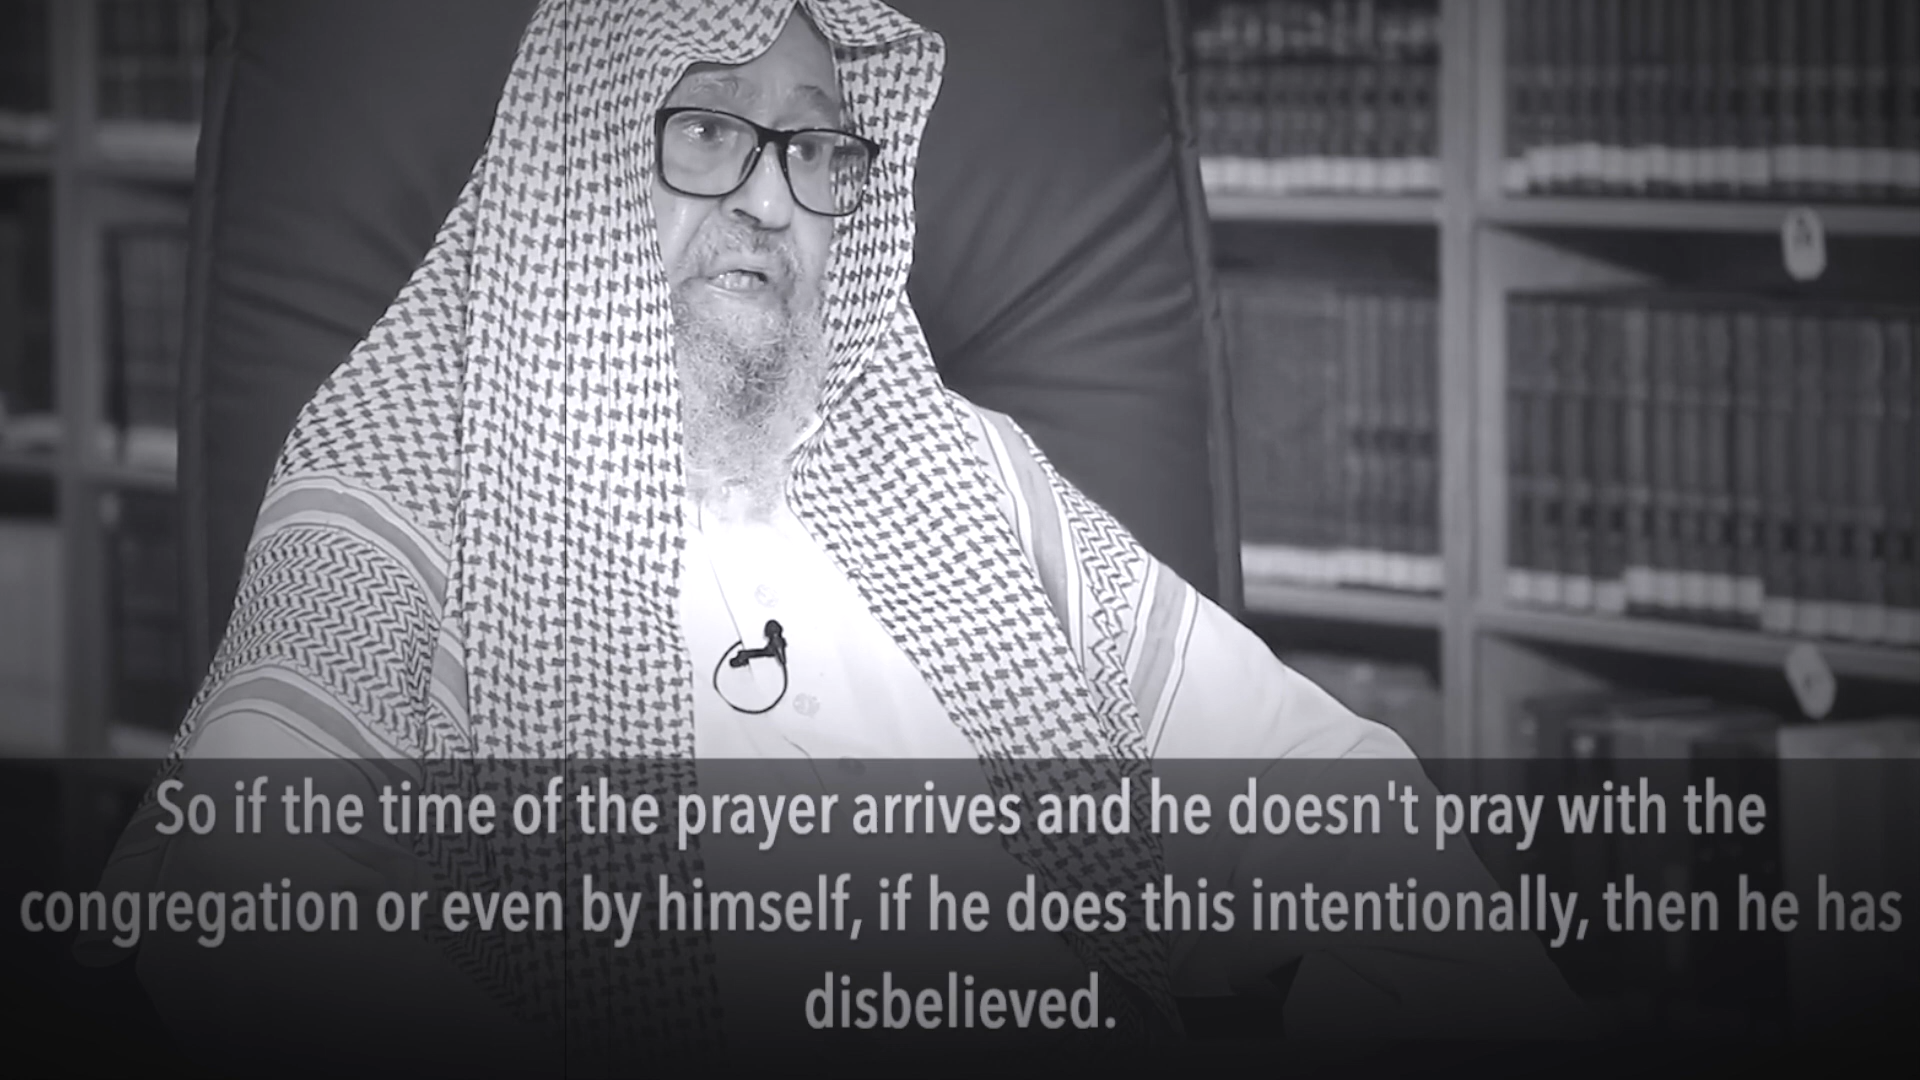 So if the time of the prayer arrives and he doesn't pray with the
congregation or even by himself, if he does this intentionally, then he has
disbelieved.